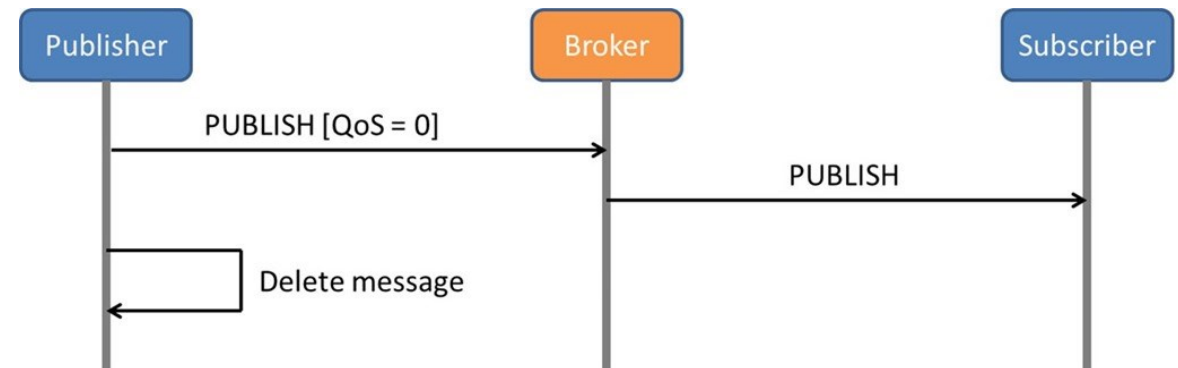 Publisher
Broker
Subscriber
PUBLISH [QoS = 0]
PUBLISH
Delete message